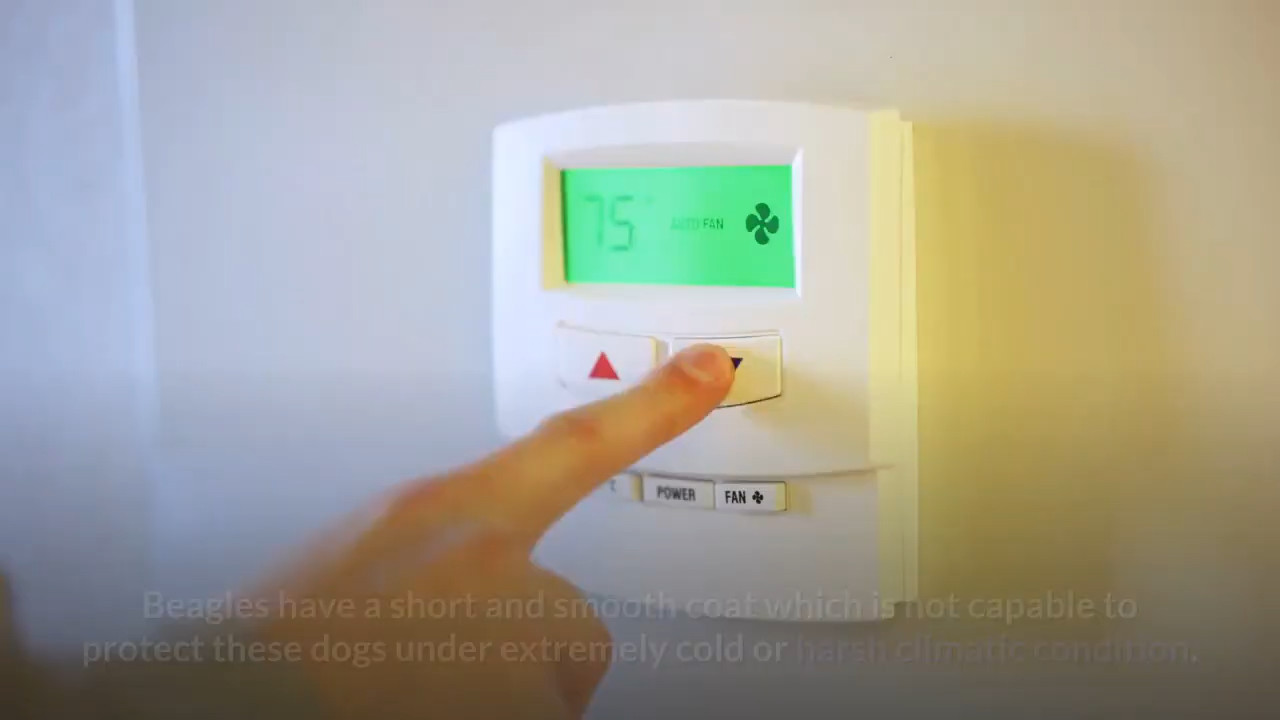 75°
AUTO FAN
POWER
FAN
Beagles have a short and smooth coat which is not capable to
protect these dogs under extremely cold or harsh climatic condition.